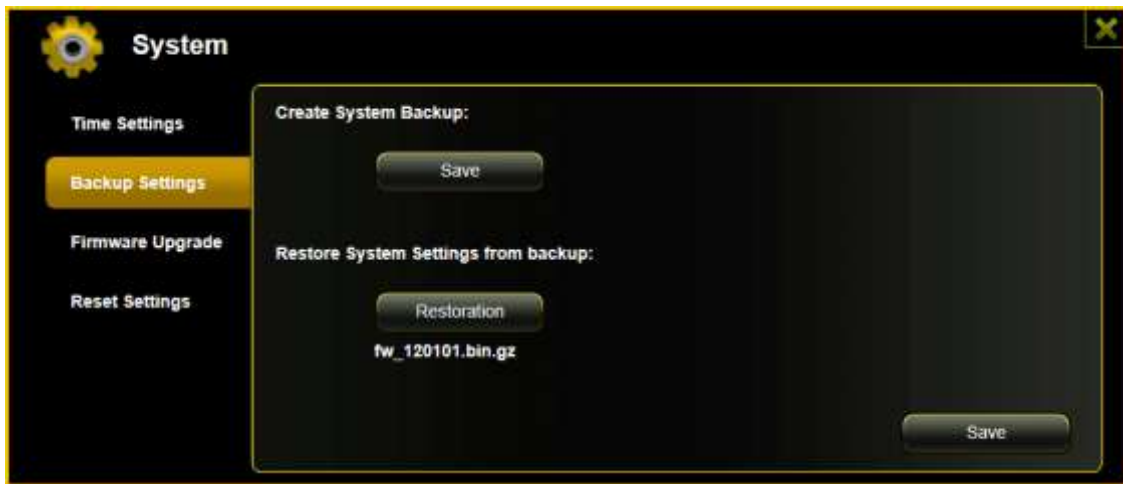 System
Time Settings
Backup Settings
Firmware Upgrade
Reset Settings
Create System Backup:
Save
Restore System Settings from backup:
Restoration
fw_120101.bin.gz
Save